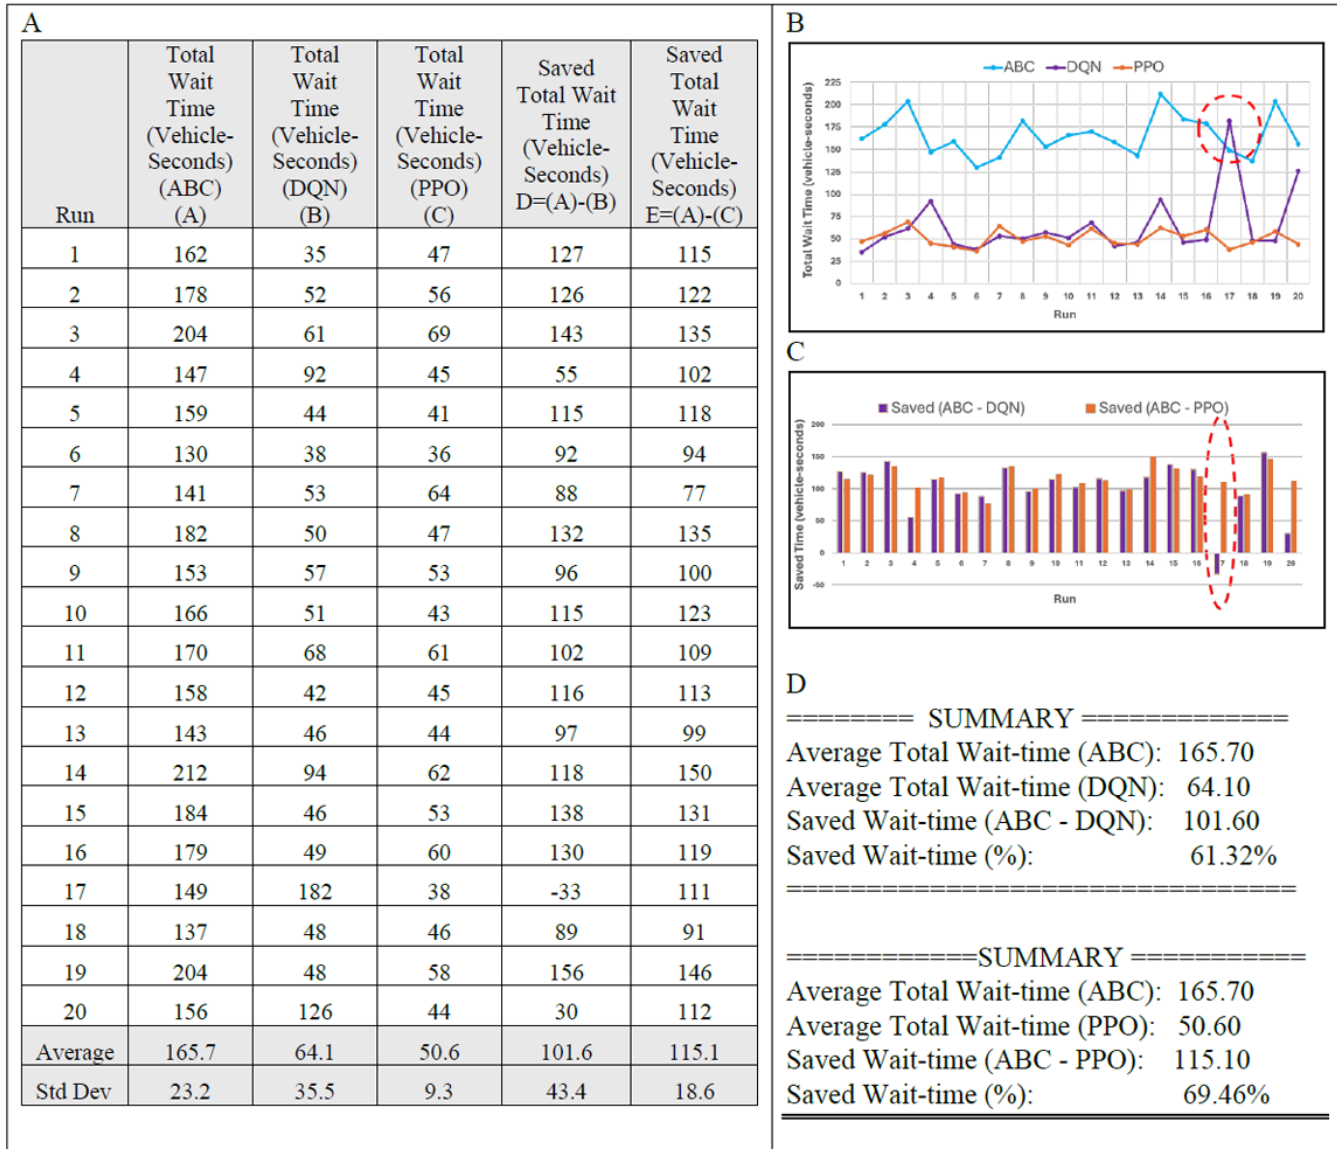 A
Run
Total
Wait
Time
(Vehicle-
Seconds)
(ABC)
(A)
Total
Wait
Time
(Vehicle-
Seconds)
(DQN)
(B)
Total
Wait
Time
(Vehicle-
Seconds)
(PPO)
(C)
Saved
Total Wait
Time
(Vehicle-
Seconds)
D=(A)-(B)
Saved
Total
Wait
Time
(Vehicle-
Seconds)
E=(A)-(C)
1 162 35 47 127 115
2 178 52 56 126 122
3 204 61 69 143 135
4 147 92 45 55 102
5 159 44 41 115 118
6 130 38 36 92 94
7 141 53 64 88 77
8 182 50 47 132 135
9 153 57 53 96 100
10 166 51 43 115 123
11 170 68 61 102 109
12 158 42 45 116 113
13 143 46 44 97 99
14 212 94 62 118 150
15 184 46 53 138 131
16 179 49 60 130 119
17 149 182 38 -33 111
18 137 48 46 89 91
19 204 48 58 156 146
20 156 126 44 30 112
Average 165.7 64.1 50.6 101.6 115.1
Std Dev 23.2 35.5 9.3 43.4 18.6
B
ABC DQN PPO
Total Wait Time (vehicle-seconds)
225
200
175
150
125
100
75
50
25
0
1 2 3 4 5 6 7 8 9 10 11 12 13 14 15 16 17 18 19 20
Run
C
Saved (ABC - DQN) Saved (ABC - PPO)
Saved Time (vehicle-seconds)
200
150
100
50
0
-50
1 2 3 4 5 6 7 8 9 10 11 12 13 14 15 16 17 18 19 20
Run
D
======== SUMMARY =============
Average Total Wait-time (ABC): 165.70
Average Total Wait-time (DQN): 64.10
Saved Wait-time (ABC - DQN): 101.60
Saved Wait-time (%): 61.32%
================================
============SUMMARY ===========
Average Total Wait-time (ABC): 165.70
Average Total Wait-time (PPO): 50.60
Saved Wait-time (ABC - PPO): 115.10
Saved Wait-time (%): 69.46%